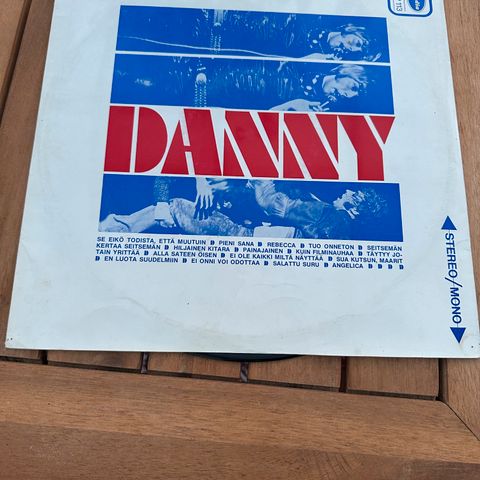 113
DANNY
SE EIKÖ TODISTA, ETTÄ MUUTUIN D PIENI SANA D REBECCA D TUO ONNETON D SEITSEMÄN
KERTAA SEITSEMÄN D HILJAINEN KITARA D PAINAJAINEN D KUIN FILMINAUHAA D TÄYTYY JO-
TAIN YRITTÄÄ D ALLA SATEEN ÖISEN D EI OLE KAIKKI MILTÄ NÄYTTÄÄ D SUA KUTSUN, MAARIT
D EN LUOTA SUUDELMIIN D EI ONNI VOI ODOTTAA D SALATTU SURU D ANGELICA D D D D
STEREO/MONO